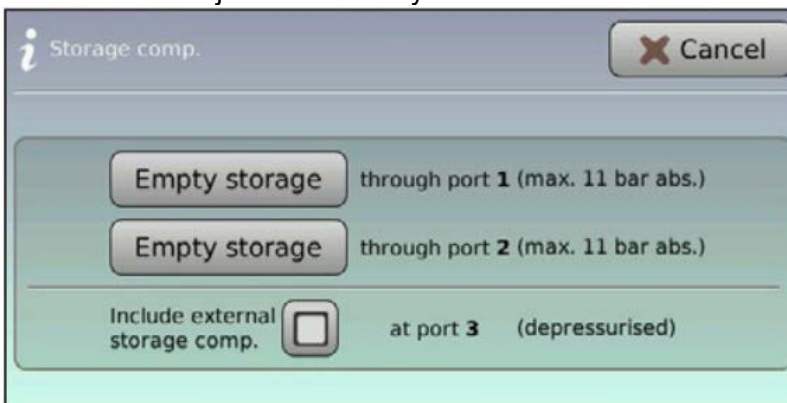 Storage comp.
Cancel
Empty storage through port 1 (max. 11 bar abs.)
Empty storage through port 2 (max. 11 bar abs.)
Include external
storage comp. at port 3 (depressurised)